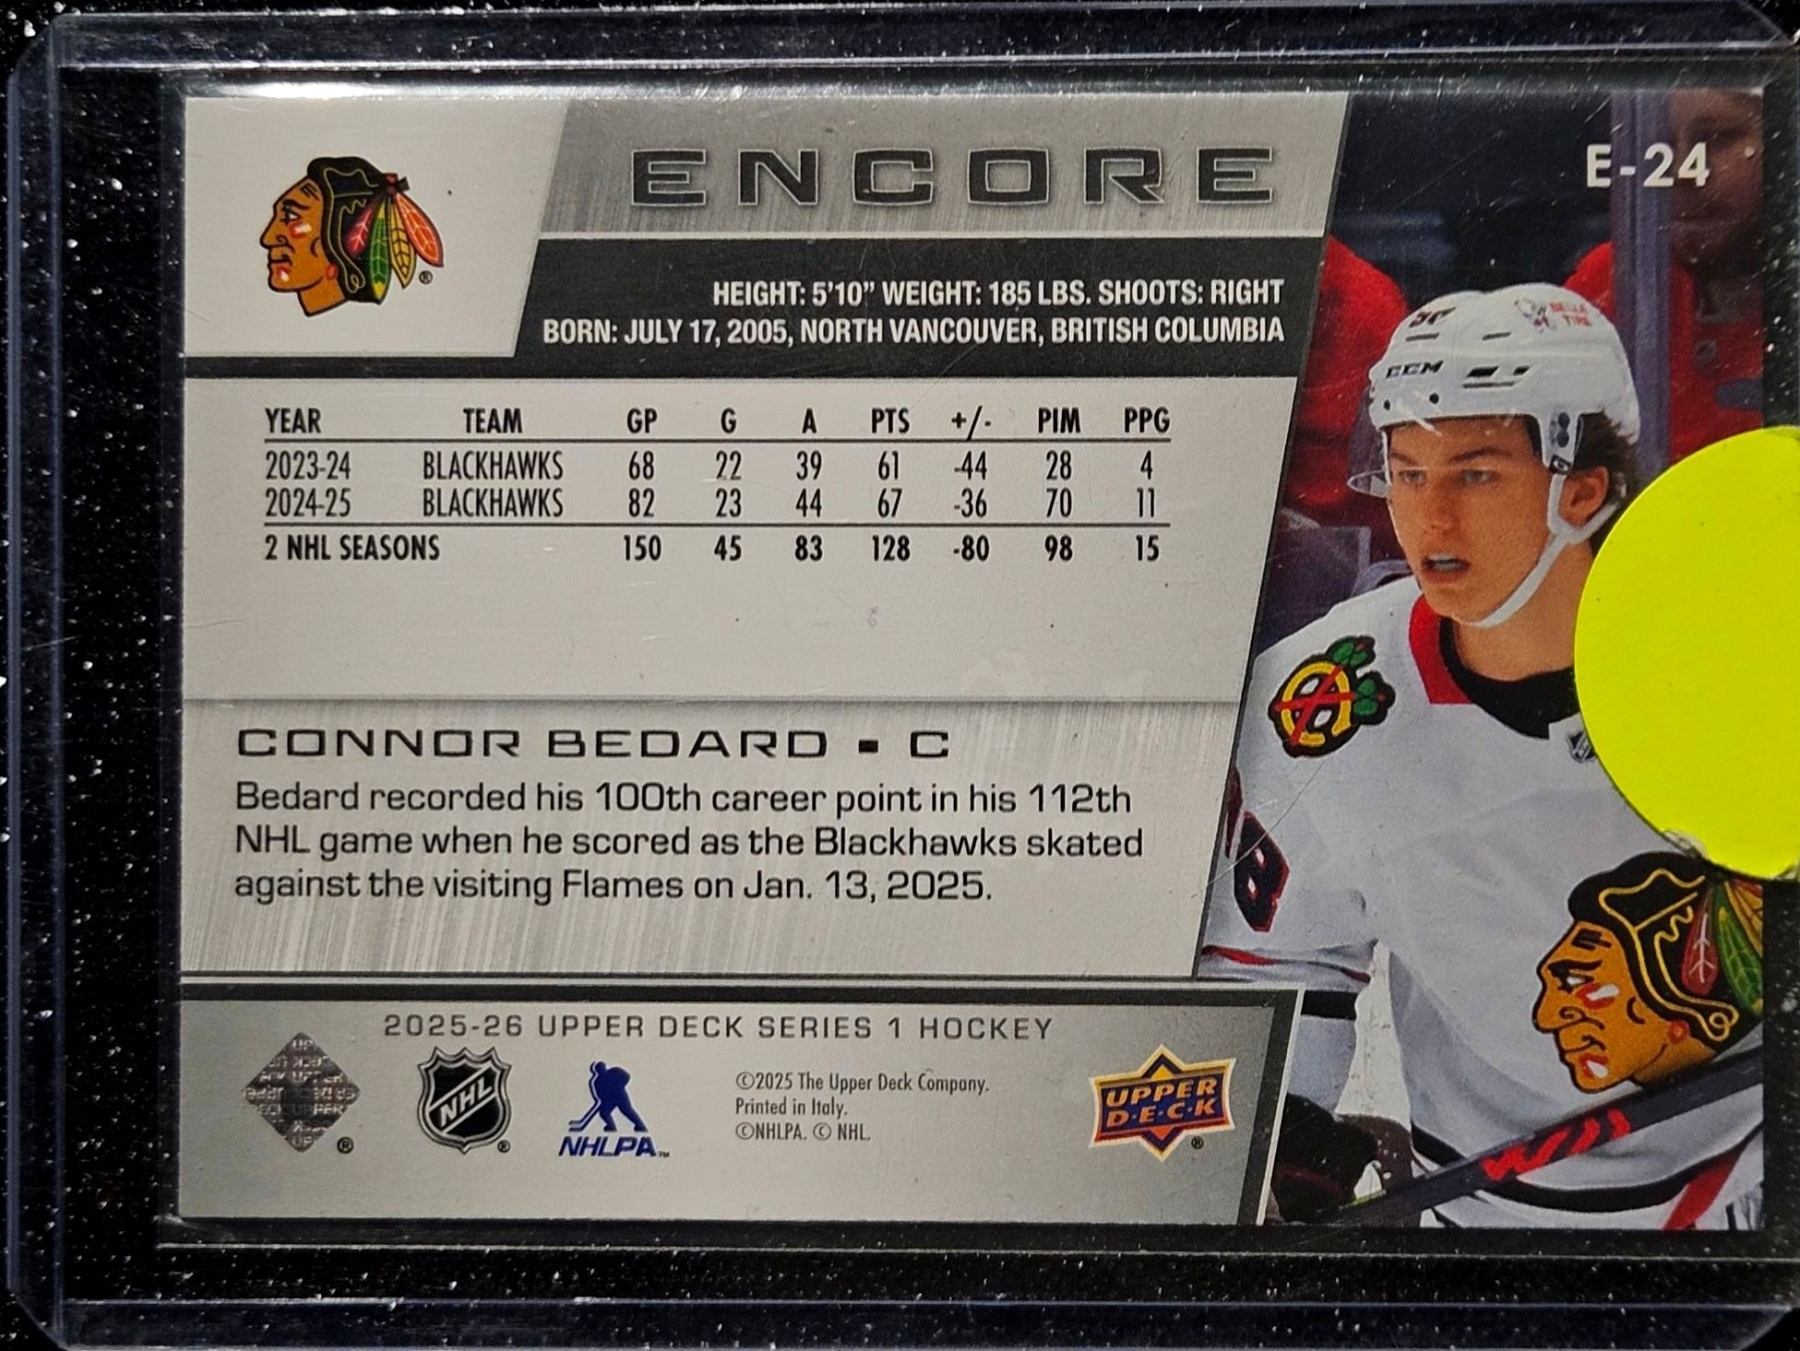 ENCORE
E-24
HEIGHT: 5'10" WEIGHT: 185 LBS. SHOOTS: RIGHT
BORN: JULY 17, 2005, NORTH VANCOUVER, BRITISH COLUMBIA
YEAR TEAM GP G A PTS +/- PIM PPG
2023-24 BLACKHAWKS 68 22 39 61 -44 28 4
2024-25 BLACKHAWKS 82 23 44 67 -36 70 11
2 NHL SEASONS 150 45 83 128 -80 98 15
CCM
BELLE
TIRE
CONNOR BEDARD - C
Bedard recorded his 100th career point in his 112th
NHL game when he scored as the Blackhawks skated
against the visiting Flames on Jan. 13, 2025.
2025-26 UPPER DECK SERIES 1 HOCKEY
NHL ®
NHLPA™
©2025 The Upper Deck Company.
Printed in Italy.
©NHLPA. © NHL.
UPPER
D·E·C·K ®